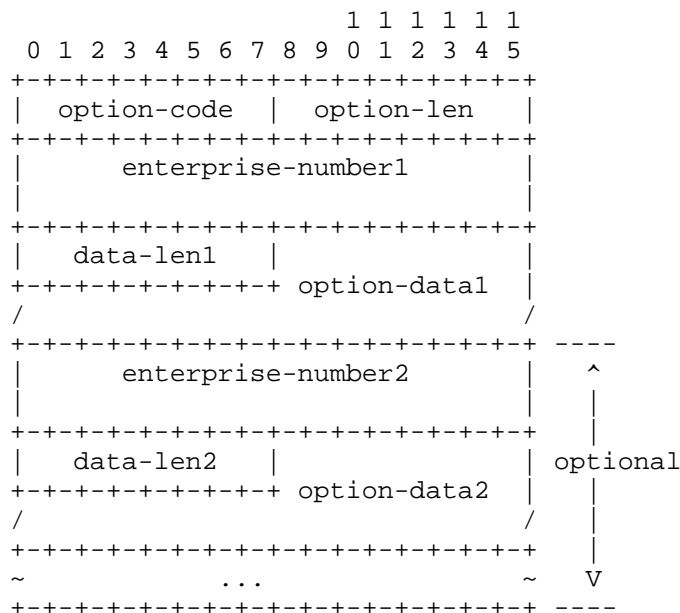 1 1 1 1 1 1
 0 1 2 3 4 5 6 7 8 9 0 1 2 3 4 5
+-+-+-+-+-+-+-+-+-+-+-+-+-+-+-+-+
|  option-code  |  option-len   |
+-+-+-+-+-+-+-+-+-+-+-+-+-+-+-+-+
|      enterprise-number1       |
|                               |
+-+-+-+-+-+-+-+-+-+-+-+-+-+-+-+-+
|   data-len1   |               |
+-+-+-+-+-+-+-+-+ option-data1  |
/                               /
+-+-+-+-+-+-+-+-+-+-+-+-+-+-+-+-+ ----
|      enterprise-number2       |   ^
|                               |   |
+-+-+-+-+-+-+-+-+-+-+-+-+-+-+-+-+   |
|   data-len2   |               | optional
+-+-+-+-+-+-+-+-+ option-data2  |   |
/                               /   |
+-+-+-+-+-+-+-+-+-+-+-+-+-+-+-+-+   |
~            ...                ~   V
+-+-+-+-+-+-+-+-+-+-+-+-+-+-+-+-+ ----